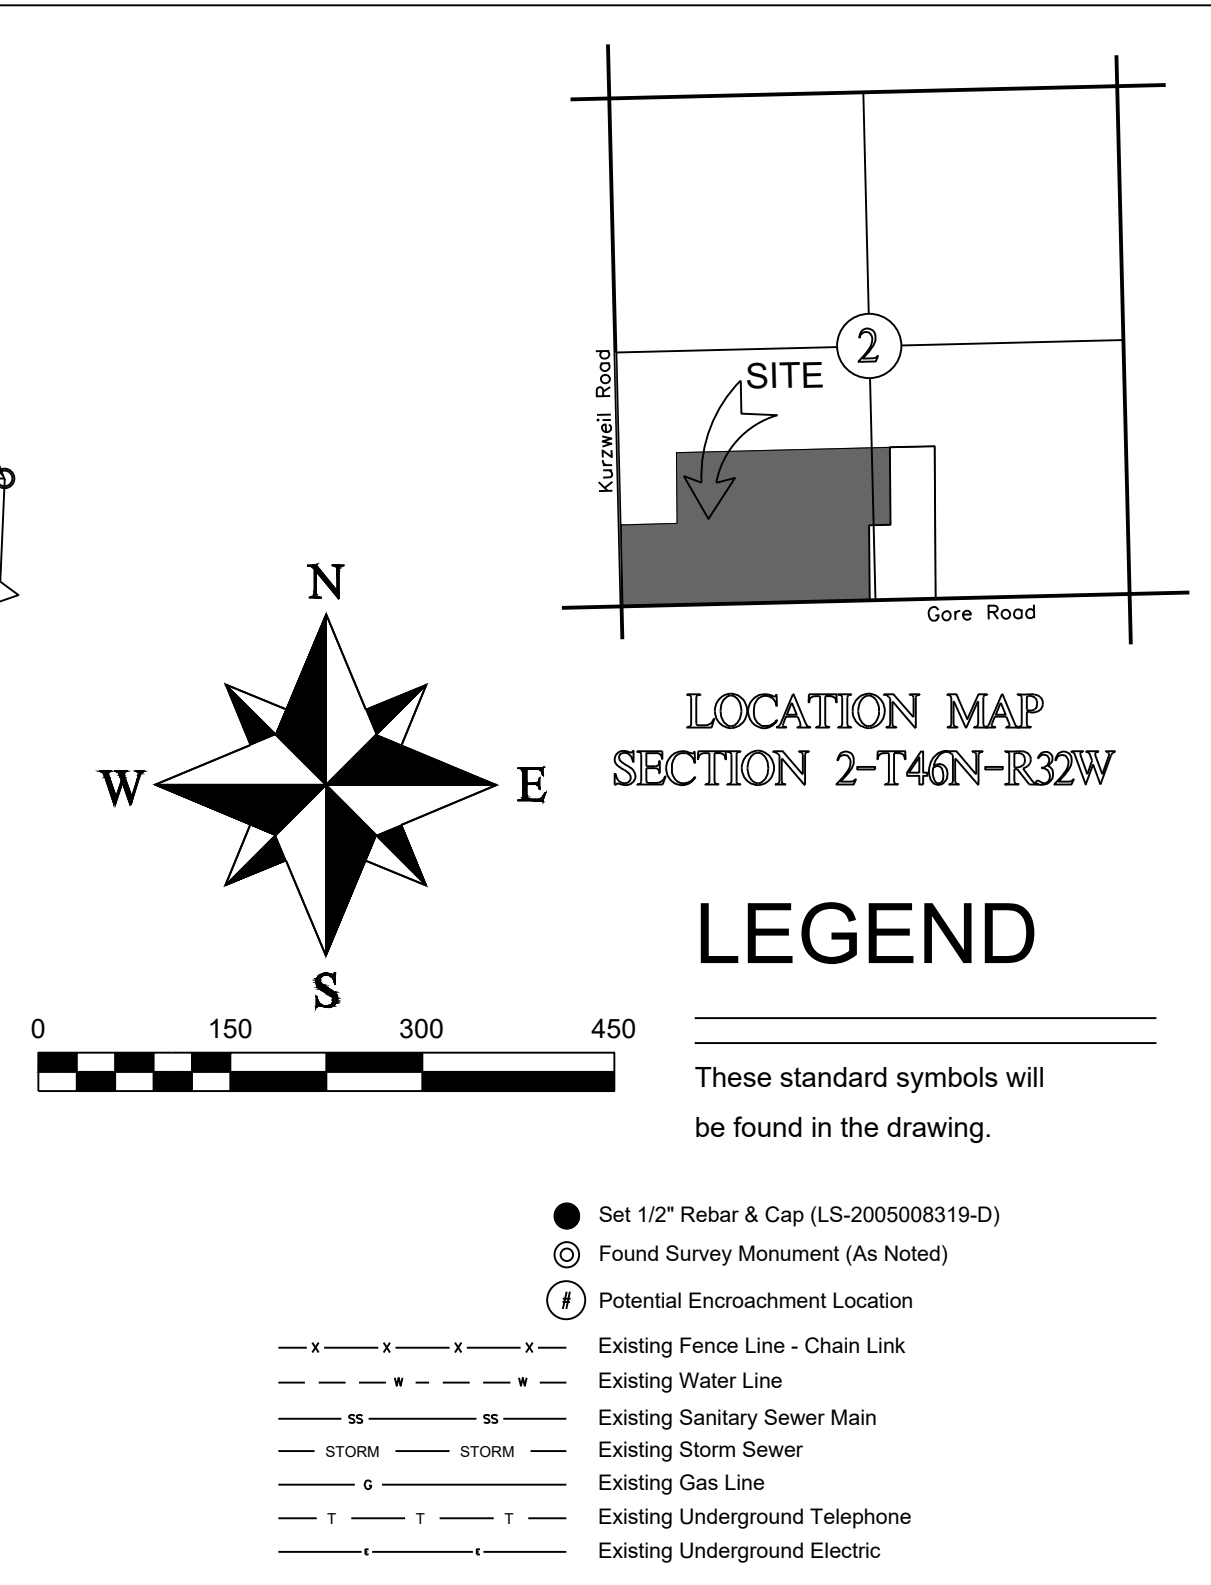 2
SITE
Kurzweil Road
Gore Road
LOCATION MAP
SECTION 2-T46N-R32W
N
W
E
S
0 150 300 450
LEGEND
These standard symbols will
be found in the drawing.
Set 1/2" Rebar & Cap (LS-2005008319-D)
Found Survey Monument (As Noted)
# Potential Encroachment Location
X X X X Existing Fence Line - Chain Link
W W Existing Water Line
SS SS Existing Sanitary Sewer Main
STORM STORM Existing Storm Sewer
G Existing Gas Line
T T T Existing Underground Telephone
E E Existing Underground Electric